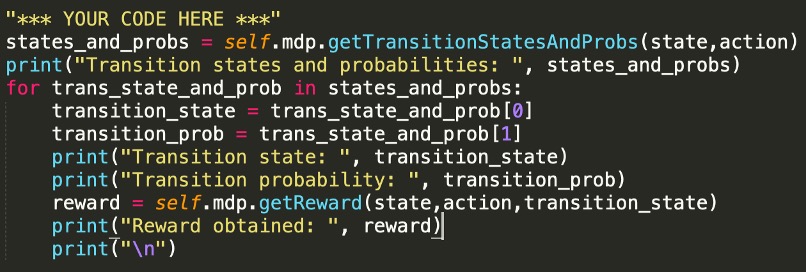 "*** YOUR CODE HERE ***"
states_and_probs = self.mdp.getTransitionStatesAndProbs(state,action)
print("Transition states and probabilities: ", states_and_probs)
for trans_state_and_prob in states_and_probs:
    transition_state = trans_state_and_prob[0]
    transition_prob = trans_state_and_prob[1]
    print("Transition state: ", transition_state)
    print("Transition probability: ", transition_prob)
    reward = self.mdp.getReward(state,action,transition_state)
    print("Reward obtained: ", reward)
    print("\n")